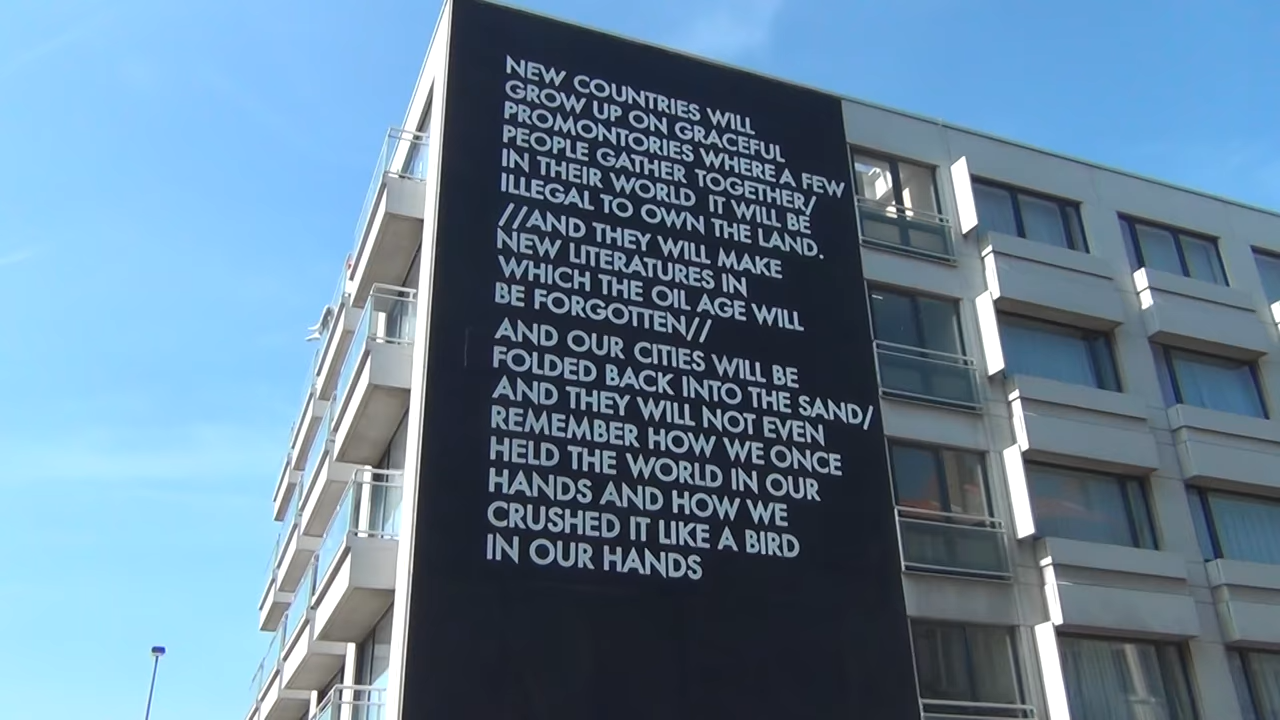 NEW COUNTRIES WILL
GROW UP ON GRACEFUL
PROMONTORIES WHERE A FEW
PEOPLE GATHER TOGETHER/
IN THEIR WORLD IT WILL BE
ILLEGAL TO OWN THE LAND.
//AND THEY WILL MAKE
NEW LITERATURES IN
WHICH THE OIL AGE WILL
BE FORGOTTEN//
AND OUR CITIES WILL BE
FOLDED BACK INTO THE SAND/
AND THEY WILL NOT EVEN
REMEMBER HOW WE ONCE
HELD THE WORLD IN OUR
HANDS AND HOW WE
CRUSHED IT LIKE A BIRD
IN OUR HANDS